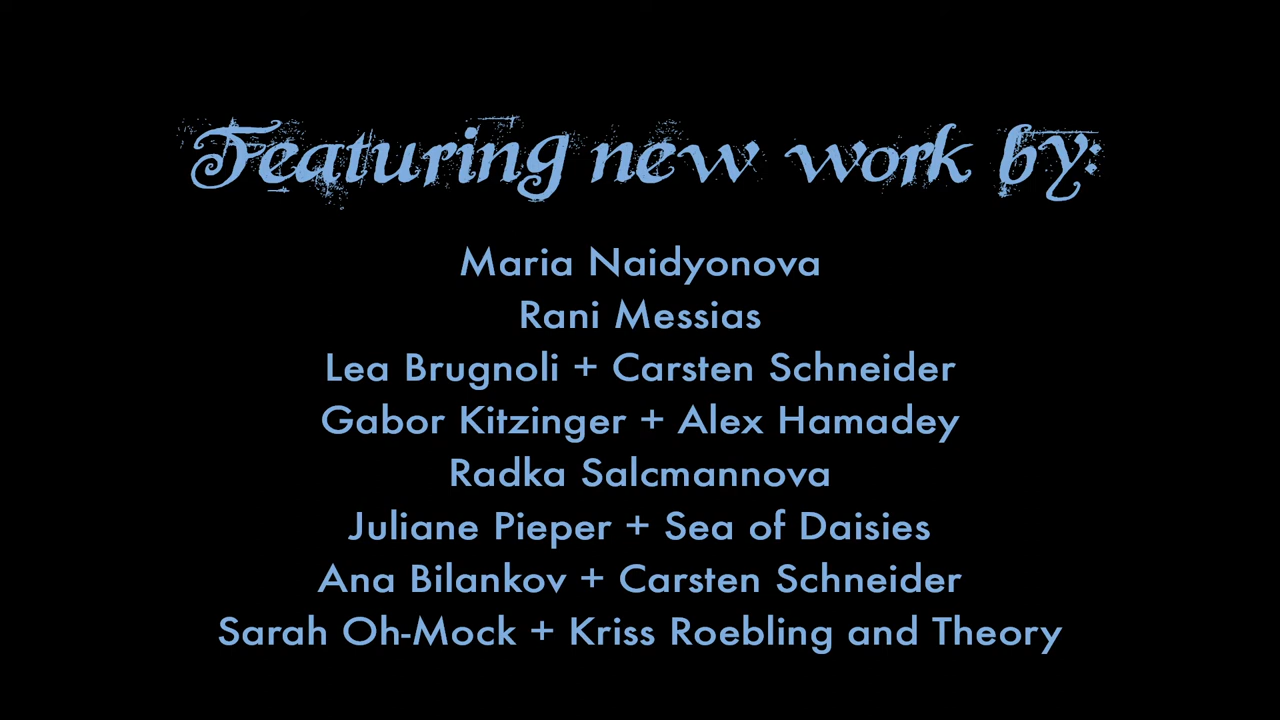 Featuring new work by:
Maria Naidyonova
Rani Messias
Lea Brugnoli + Carsten Schneider
Gabor Kitzinger + Alex Hamadey
Radka Salcmannova
Juliane Pieper + Sea of Daisies
Ana Bilankov + Carsten Schneider
Sarah Oh-Mock + Kriss Roebling and Theory